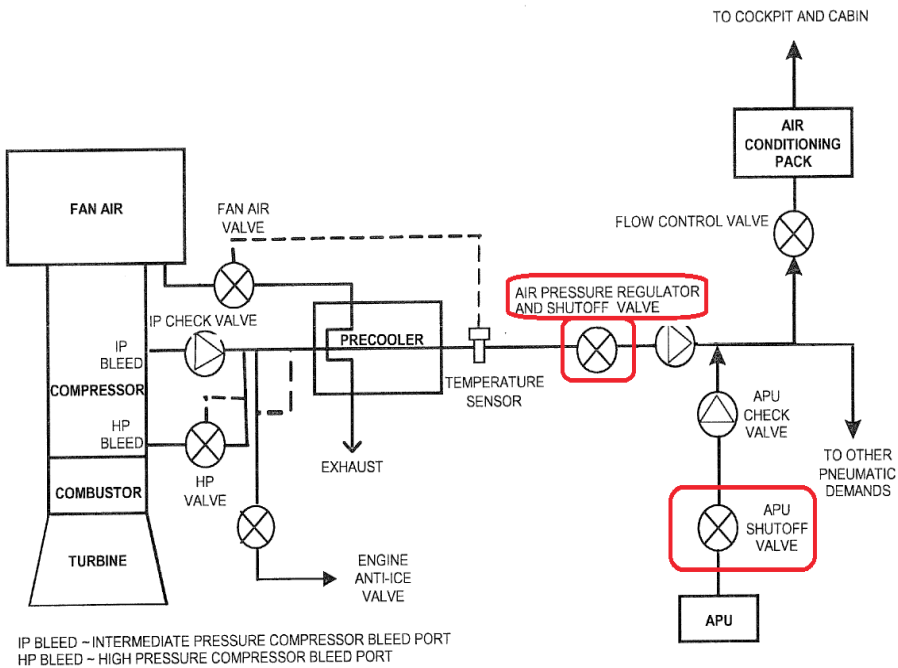 TO COCKPIT AND CABIN
AIR
CONDITIONING
PACK
FAN AIR
FAN AIR
VALVE
FLOW CONTROL VALVE
AIR PRESSURE REGULATOR
AND SHUTOFF VALVE
IP CHECK VALVE
PRECOOLER
IP
BLEED
COMPRESSOR
TEMPERATURE
SENSOR
APU
CHECK
VALVE
HP
BLEED
HP
VALVE
EXHAUST
TO OTHER
PNEUMATIC
DEMANDS
COMBUSTOR
APU
SHUTOFF
VALVE
TURBINE
ENGINE
ANTI-ICE
VALVE
APU
IP BLEED ~ INTERMEDIATE PRESSURE COMPRESSOR BLEED PORT
HP BLEED ~ HIGH PRESSURE COMPRESSOR BLEED PORT